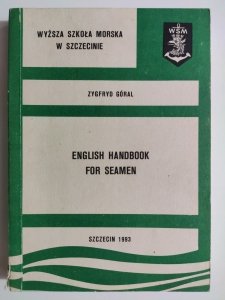 WYŻSZA SZKOŁA MORSKA
W SZCZECINIE
WSM
ZYGFRYD GÓRAL
ENGLISH HANDBOOK
FOR SEAMEN
SZCZECIN 1993